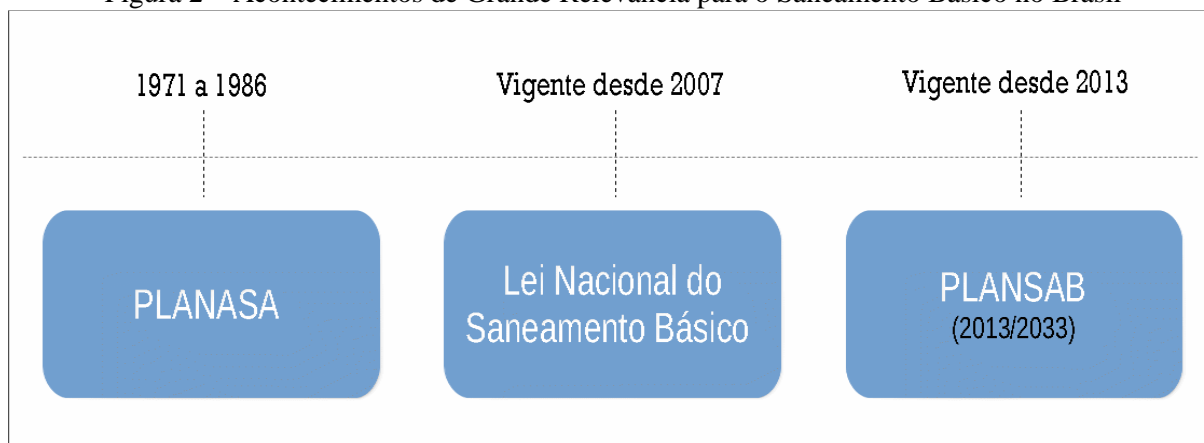 Figura 2 – Acontecimentos de Grande Relevância para o Saneamento Básico no Brasil
1971 a 1986
Vigente desde 2007
Vigente desde 2013
PLANASA
Lei Nacional do
Saneamento Básico
PLANSAB
(2013/2033)